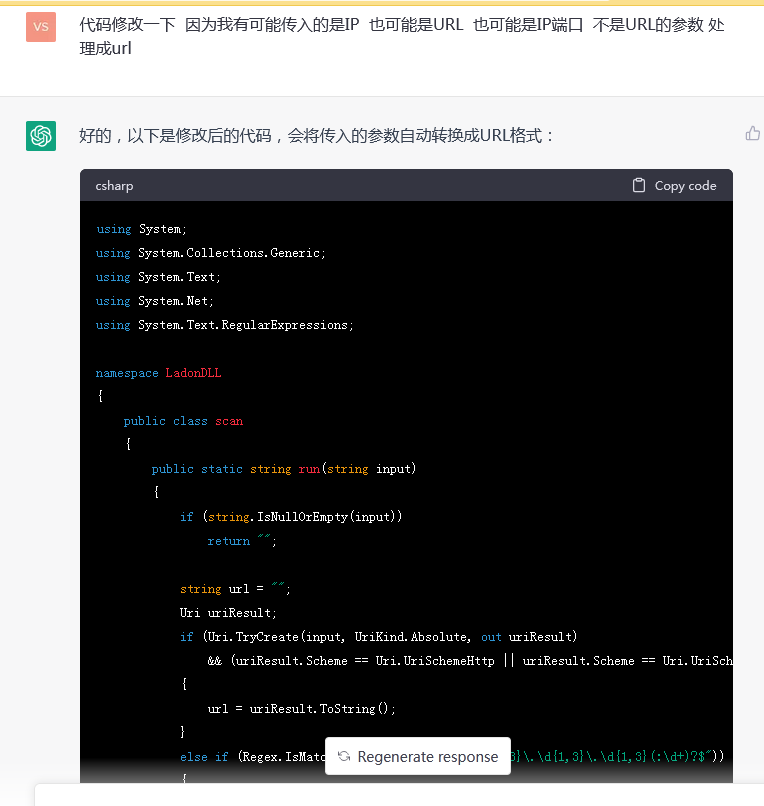 VS
代码修改一下 因为我有可能传入的是IP 也可能是URL 也可能是IP端口 不是URL的参数 处
理成url
好的，以下是修改后的代码，会将传入的参数自动转换成URL格式：
csharp Copy code
using System;
using System.Collections.Generic;
using System.Text;
using System.Net;
using System.Text.RegularExpressions;
namespace LadonDLL
{
public class scan
{
public static string run(string input)
{
if (string.IsNullOrEmpty(input))
return "";
string url = "";
Uri uriResult;
if (Uri.TryCreate(input, UriKind.Absolute, out uriResult)
&& (uriResult.Scheme == Uri.UriSchemeHttp || uriResult.Scheme == Uri.UriSch
{
url = uriResult.ToString();
}
else if (Regex.IsMatc 3}\.\d{1,3}\.\d{1,3}(:\d+)?$"))
Regenerate response
{